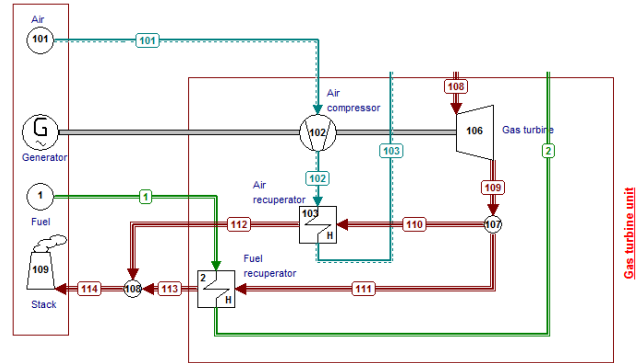 Air
101
101
108
Air
compressor
G
~
102
103
106
Gas turbine
2
Generator
102
109
1
1
Air
recuperator
103
H
112
110
107
Fuel
109
Fuel
recuperator
2
H
114
108
113
111
Stack
Gas turbine unit